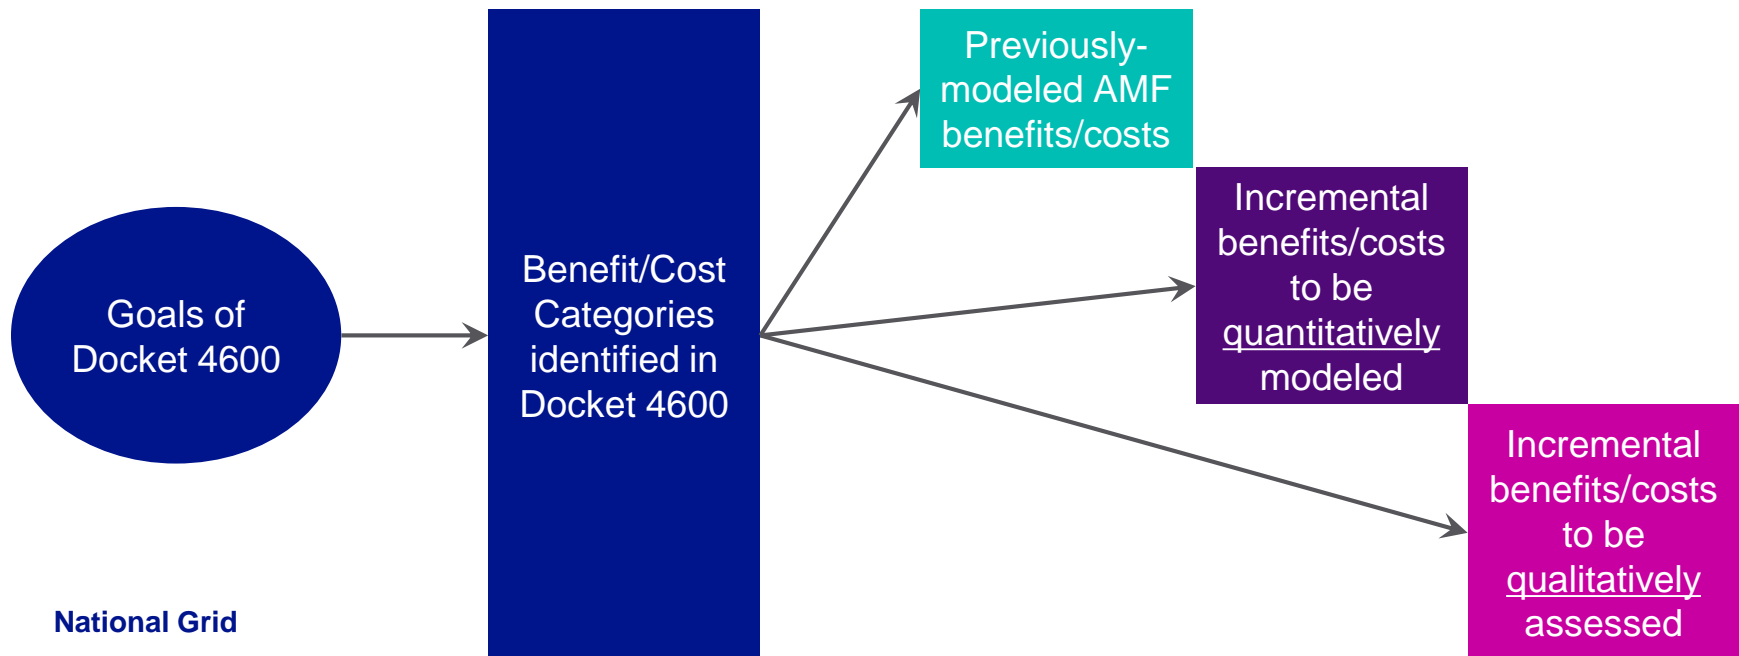 Goals of
Docket 4600
Benefit/Cost
Categories
identified in
Docket 4600
Previously-
modeled AMF
benefits/costs
Incremental
benefits/costs
to be
quantitatively
modeled
Incremental
benefits/costs
to be
qualitatively
assessed
National Grid